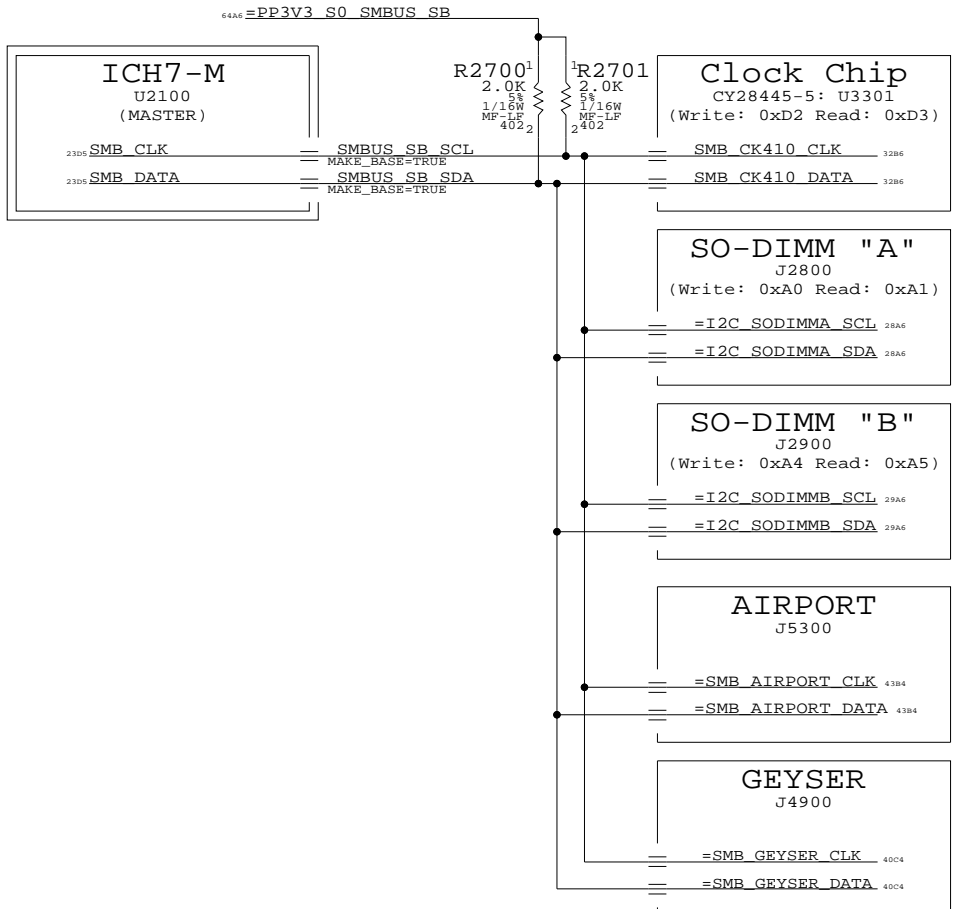 64A6 =PP3V3_S0_SMBUS_SB
ICH7-M
U2100
(MASTER)
23D5 SMB_CLK
SMBUS_SB_SCL
MAKE_BASE=TRUE
23D5 SMB_DATA
SMBUS_SB_SDA
MAKE_BASE=TRUE
R2700 1
2.0K
5%
1/16W
MF-LF
402 2
1 R2701
2.0K
5%
1/16W
MF-LF
2 402
Clock Chip
CY28445-5: U3301
(Write: 0xD2 Read: 0xD3)
SMB_CK410_CLK 32B6
SMB_CK410_DATA 32B6
SO-DIMM "A"
J2800
(Write: 0xA0 Read: 0xA1)
=I2C_SODIMMA_SCL 28A6
=I2C_SODIMMA_SDA 28A6
SO-DIMM "B"
J2900
(Write: 0xA4 Read: 0xA5)
=I2C_SODIMMB_SCL 29A6
=I2C_SODIMMB_SDA 29A6
AIRPORT
J5300
=SMB_AIRPORT_CLK 43B4
=SMB_AIRPORT_DATA 43B4
GEYSER
J4900
=SMB_GEYSER_CLK 40C4
=SMB_GEYSER_DATA 40C4